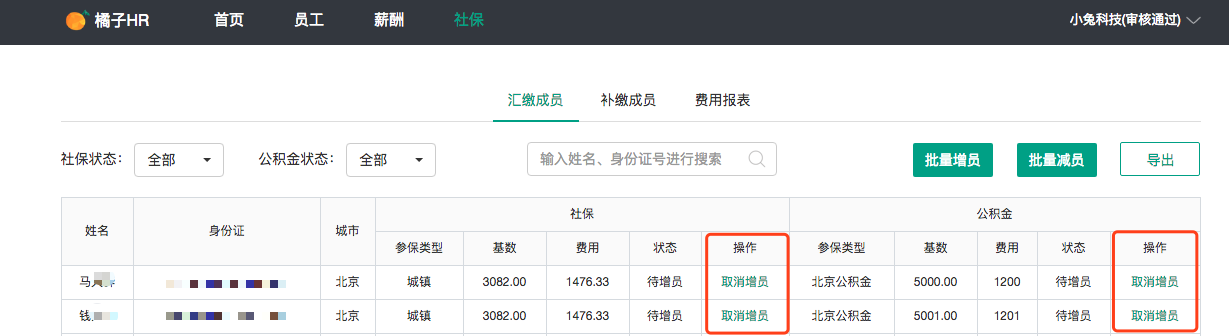 橘子HR 首页 员工 薪酬 社保 小兔科技(审核通过)
汇缴成员 补缴成员 费用报表
社保状态: 全部 公积金状态: 全部 输入姓名、身份证号进行搜索 批量增员 批量减员 导出
姓名 身份证 城市 社保 公积金
参保类型 基数 费用 状态 操作 参保类型 基数 费用 状态 操作
马 北京 城镇 3082.00 1476.33 待增员 取消增员 北京公积金 5000.00 1200 待增员 取消增员
钱 北京 城镇 3082.00 1476.33 待增员 取消增员 北京公积金 5001.00 1201 待增员 取消增员